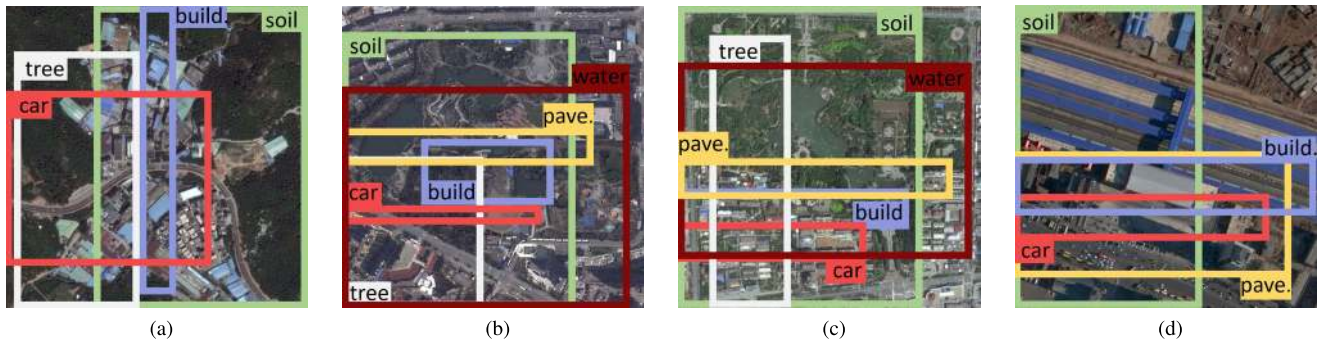 build.
soil
tree
car
(a)
soil
water
pave.
build
car
tree
(b)
tree
water
pave.
build
car
(c)
soil
build.
car
pave.
(d)